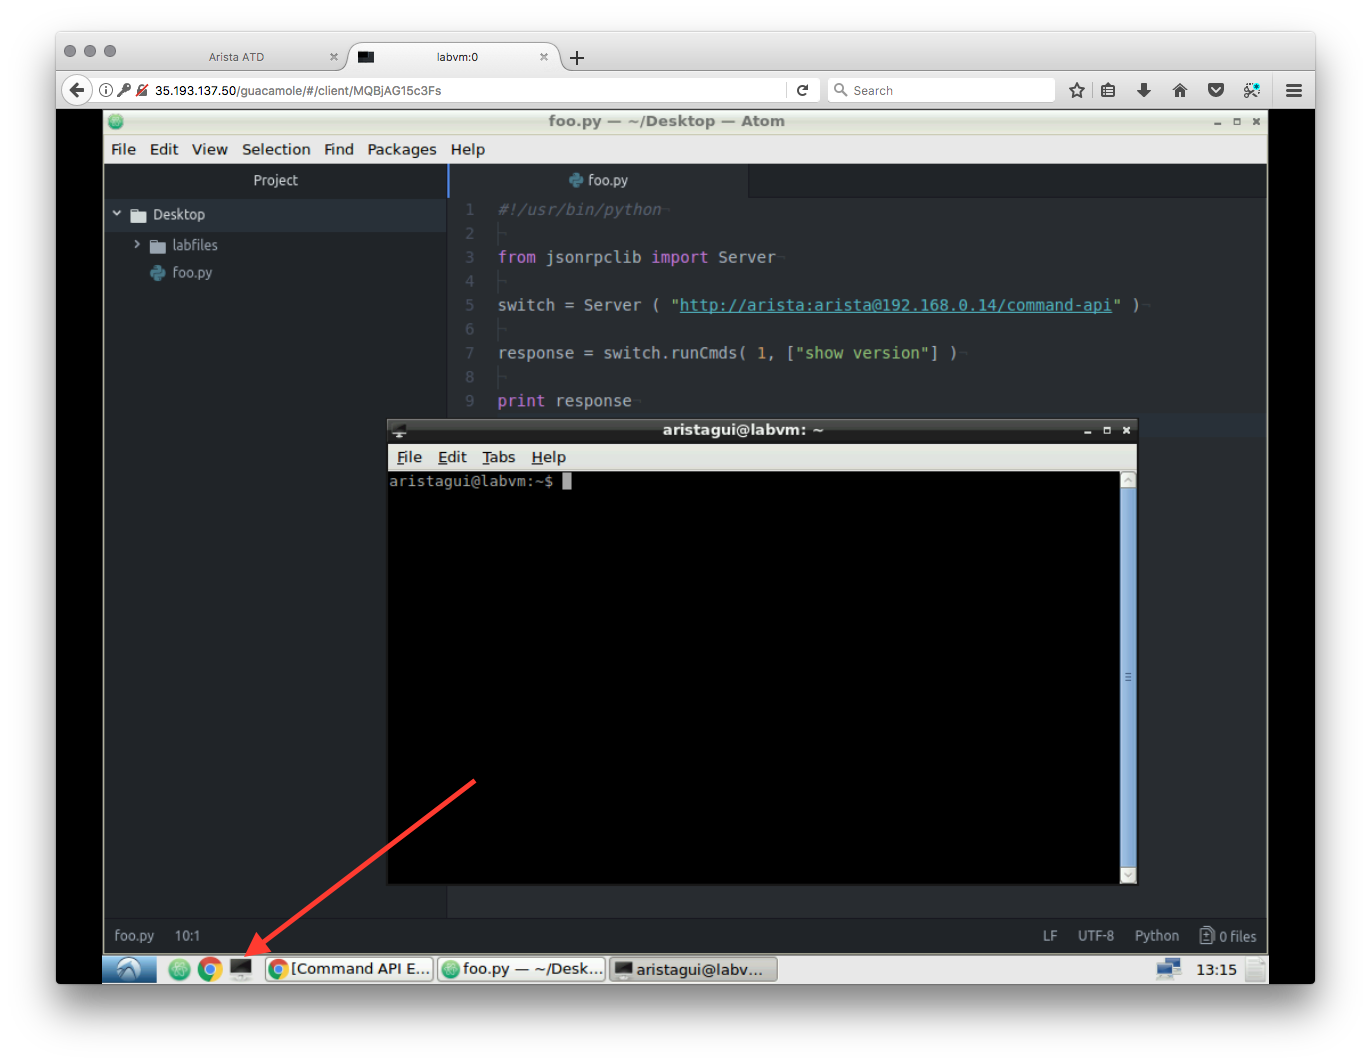 Arista ATD
labvm:0
35.193.137.50/guacamole/#/client/MQBjAG15c3Fs
Search
foo.py — ~/Desktop — Atom
File Edit View Selection Find Packages Help
Project
foo.py
Desktop
labfiles
foo.py
1 #!/usr/bin/python
2
3 from jsonrpclib import Server
4
5 switch = Server ( "http://arista:arista@192.168.0.14/command-api" )
6
7 response = switch.runCmds( 1, ["show version"] )
8
9 print response
aristagui@labvm: ~
File Edit Tabs Help
aristagui@labvm:~$
foo.py 10:1
LF UTF-8 Python 0 files
[Command API E... foo.py — ~/Desk... aristagui@labv... 13:15